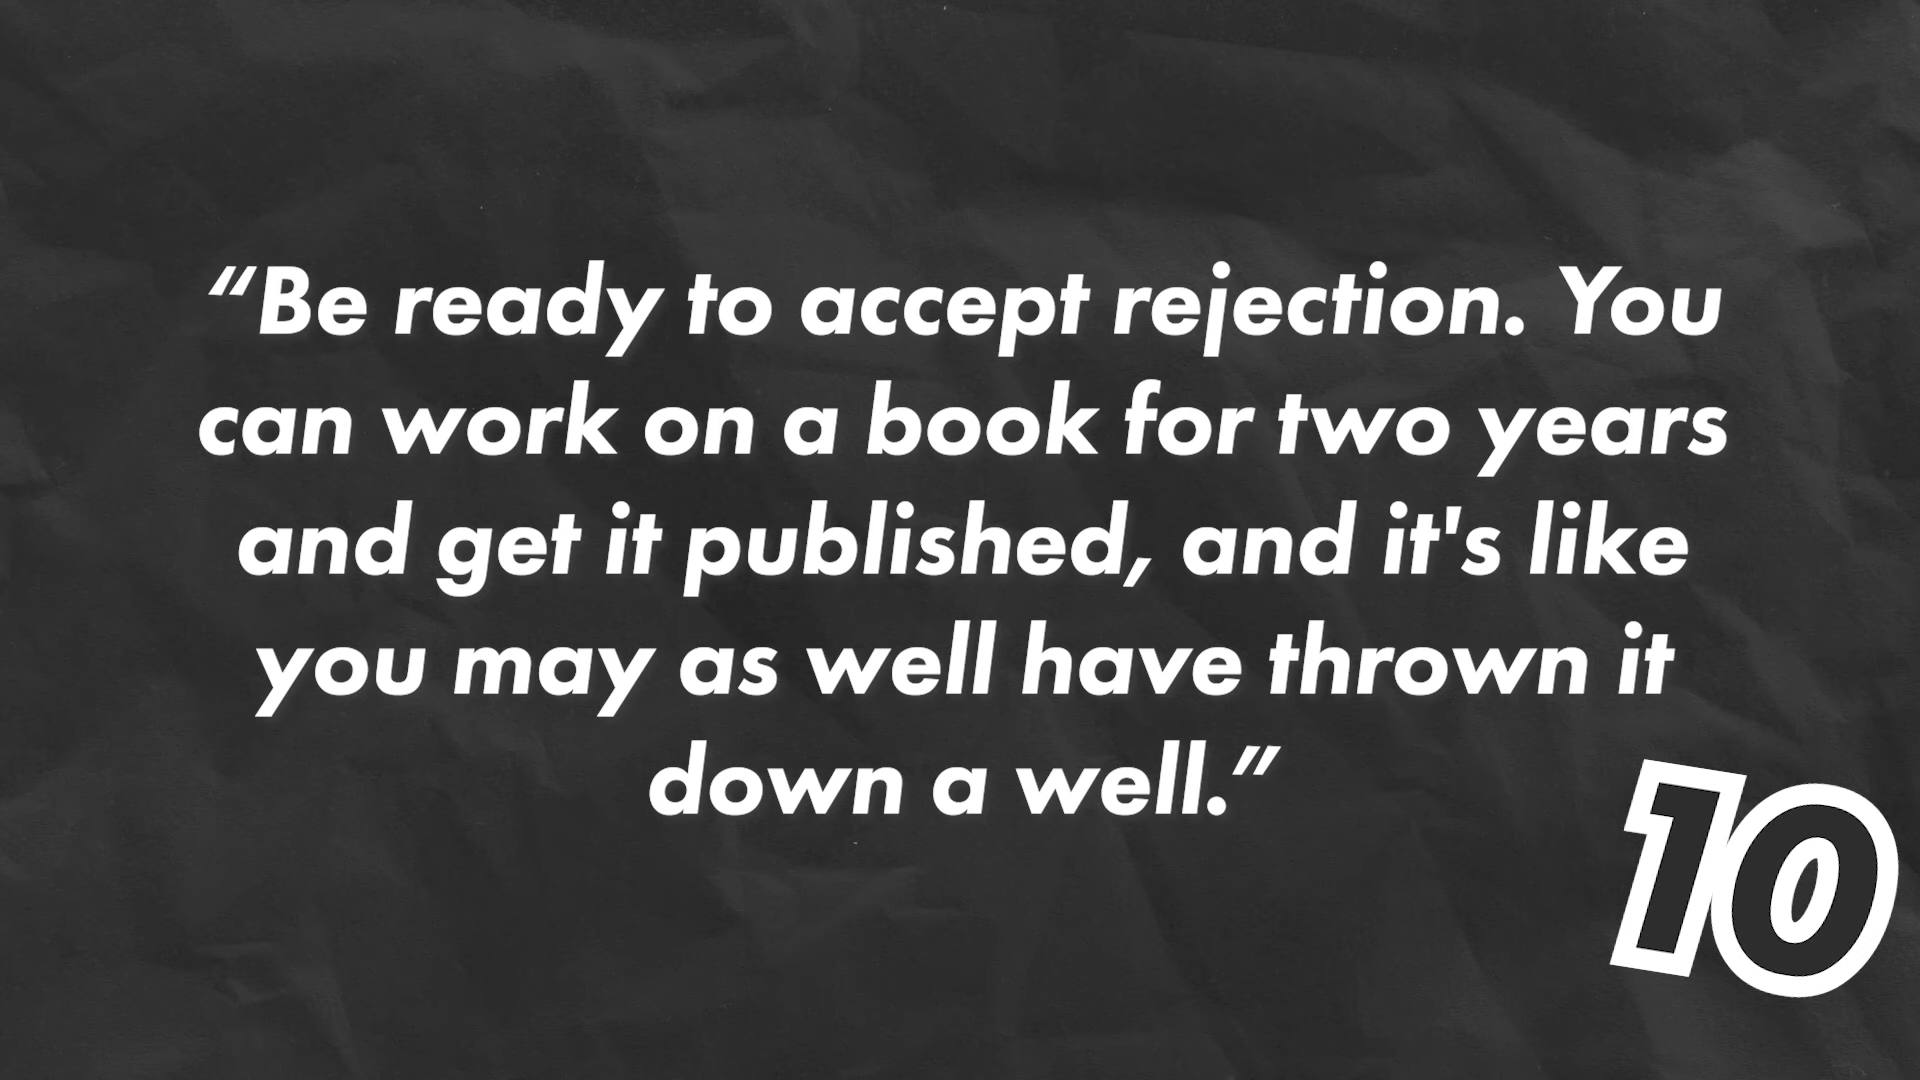 “Be ready to accept rejection. You
can work on a book for two years
and get it published, and it's like
you may as well have thrown it
down a well.”
10